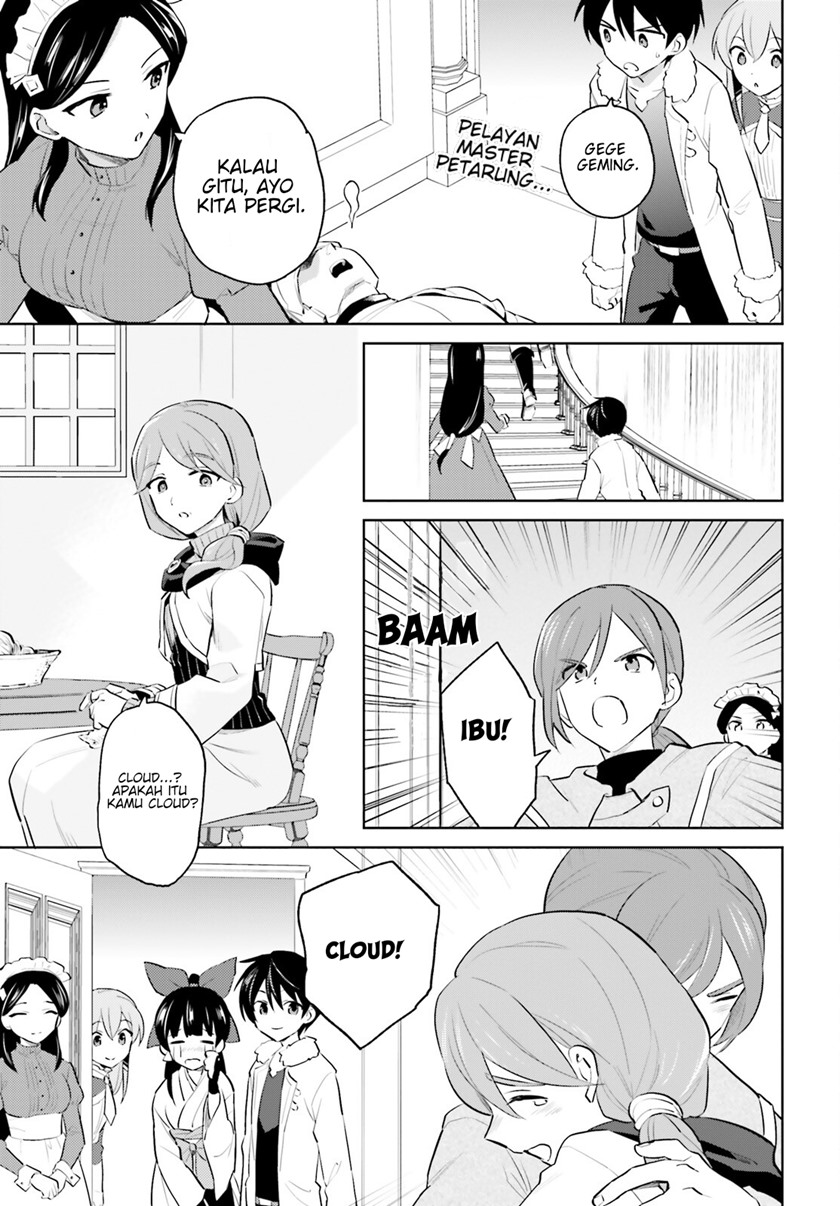 GEGE
GEMING.
PELAYAN
MASTER
PETARUNG...
KALAU
GITU, AYO
KITA PERGI.
BAAM
IBU!
CLOUD...?
APAKAH ITU
KAMU CLOUD?
CLOUD!